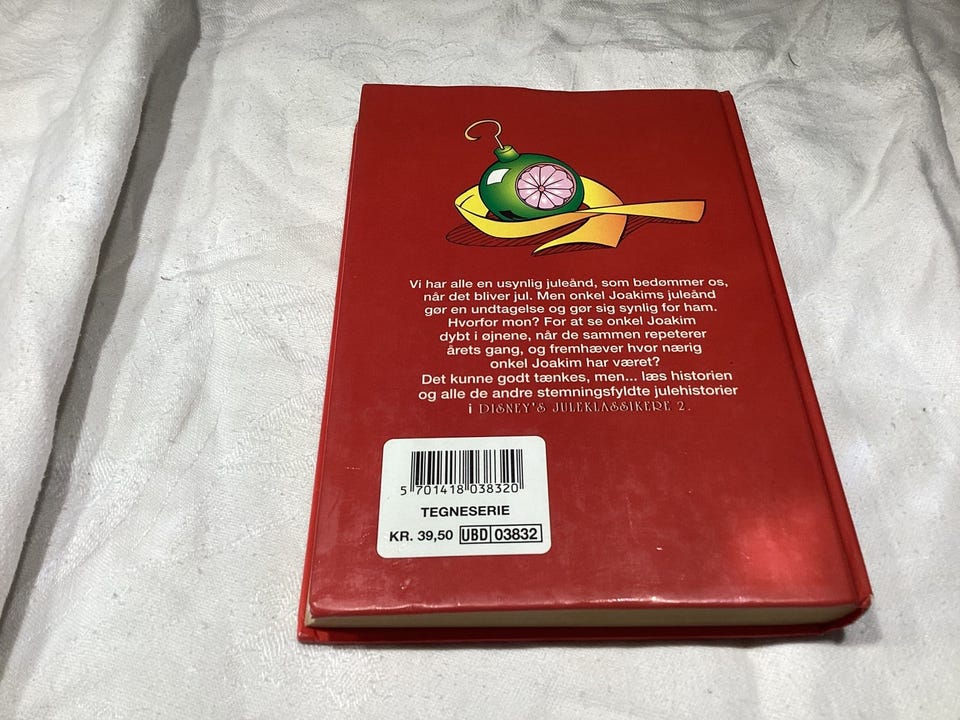 Vi har alle en usynlig juleånd, som bedømmer os,
når det bliver jul. Men onkel Joakims juleånd
gør en undtagelse og gør sig synlig for ham.
Hvorfor mon? For at se onkel Joakim
dybt i øjnene, når de sammen repeterer
årets gang, og fremhæver hvor nærig
onkel Joakim har været?
Det kunne godt tænkes, men... læs historien
og alle de andre stemningsfyldte julehistorier
i DISNEY'S JULEKLASSIKERE 2.
5 701418 038320
TEGNESERIE
KR. 39,50 UBD 03832